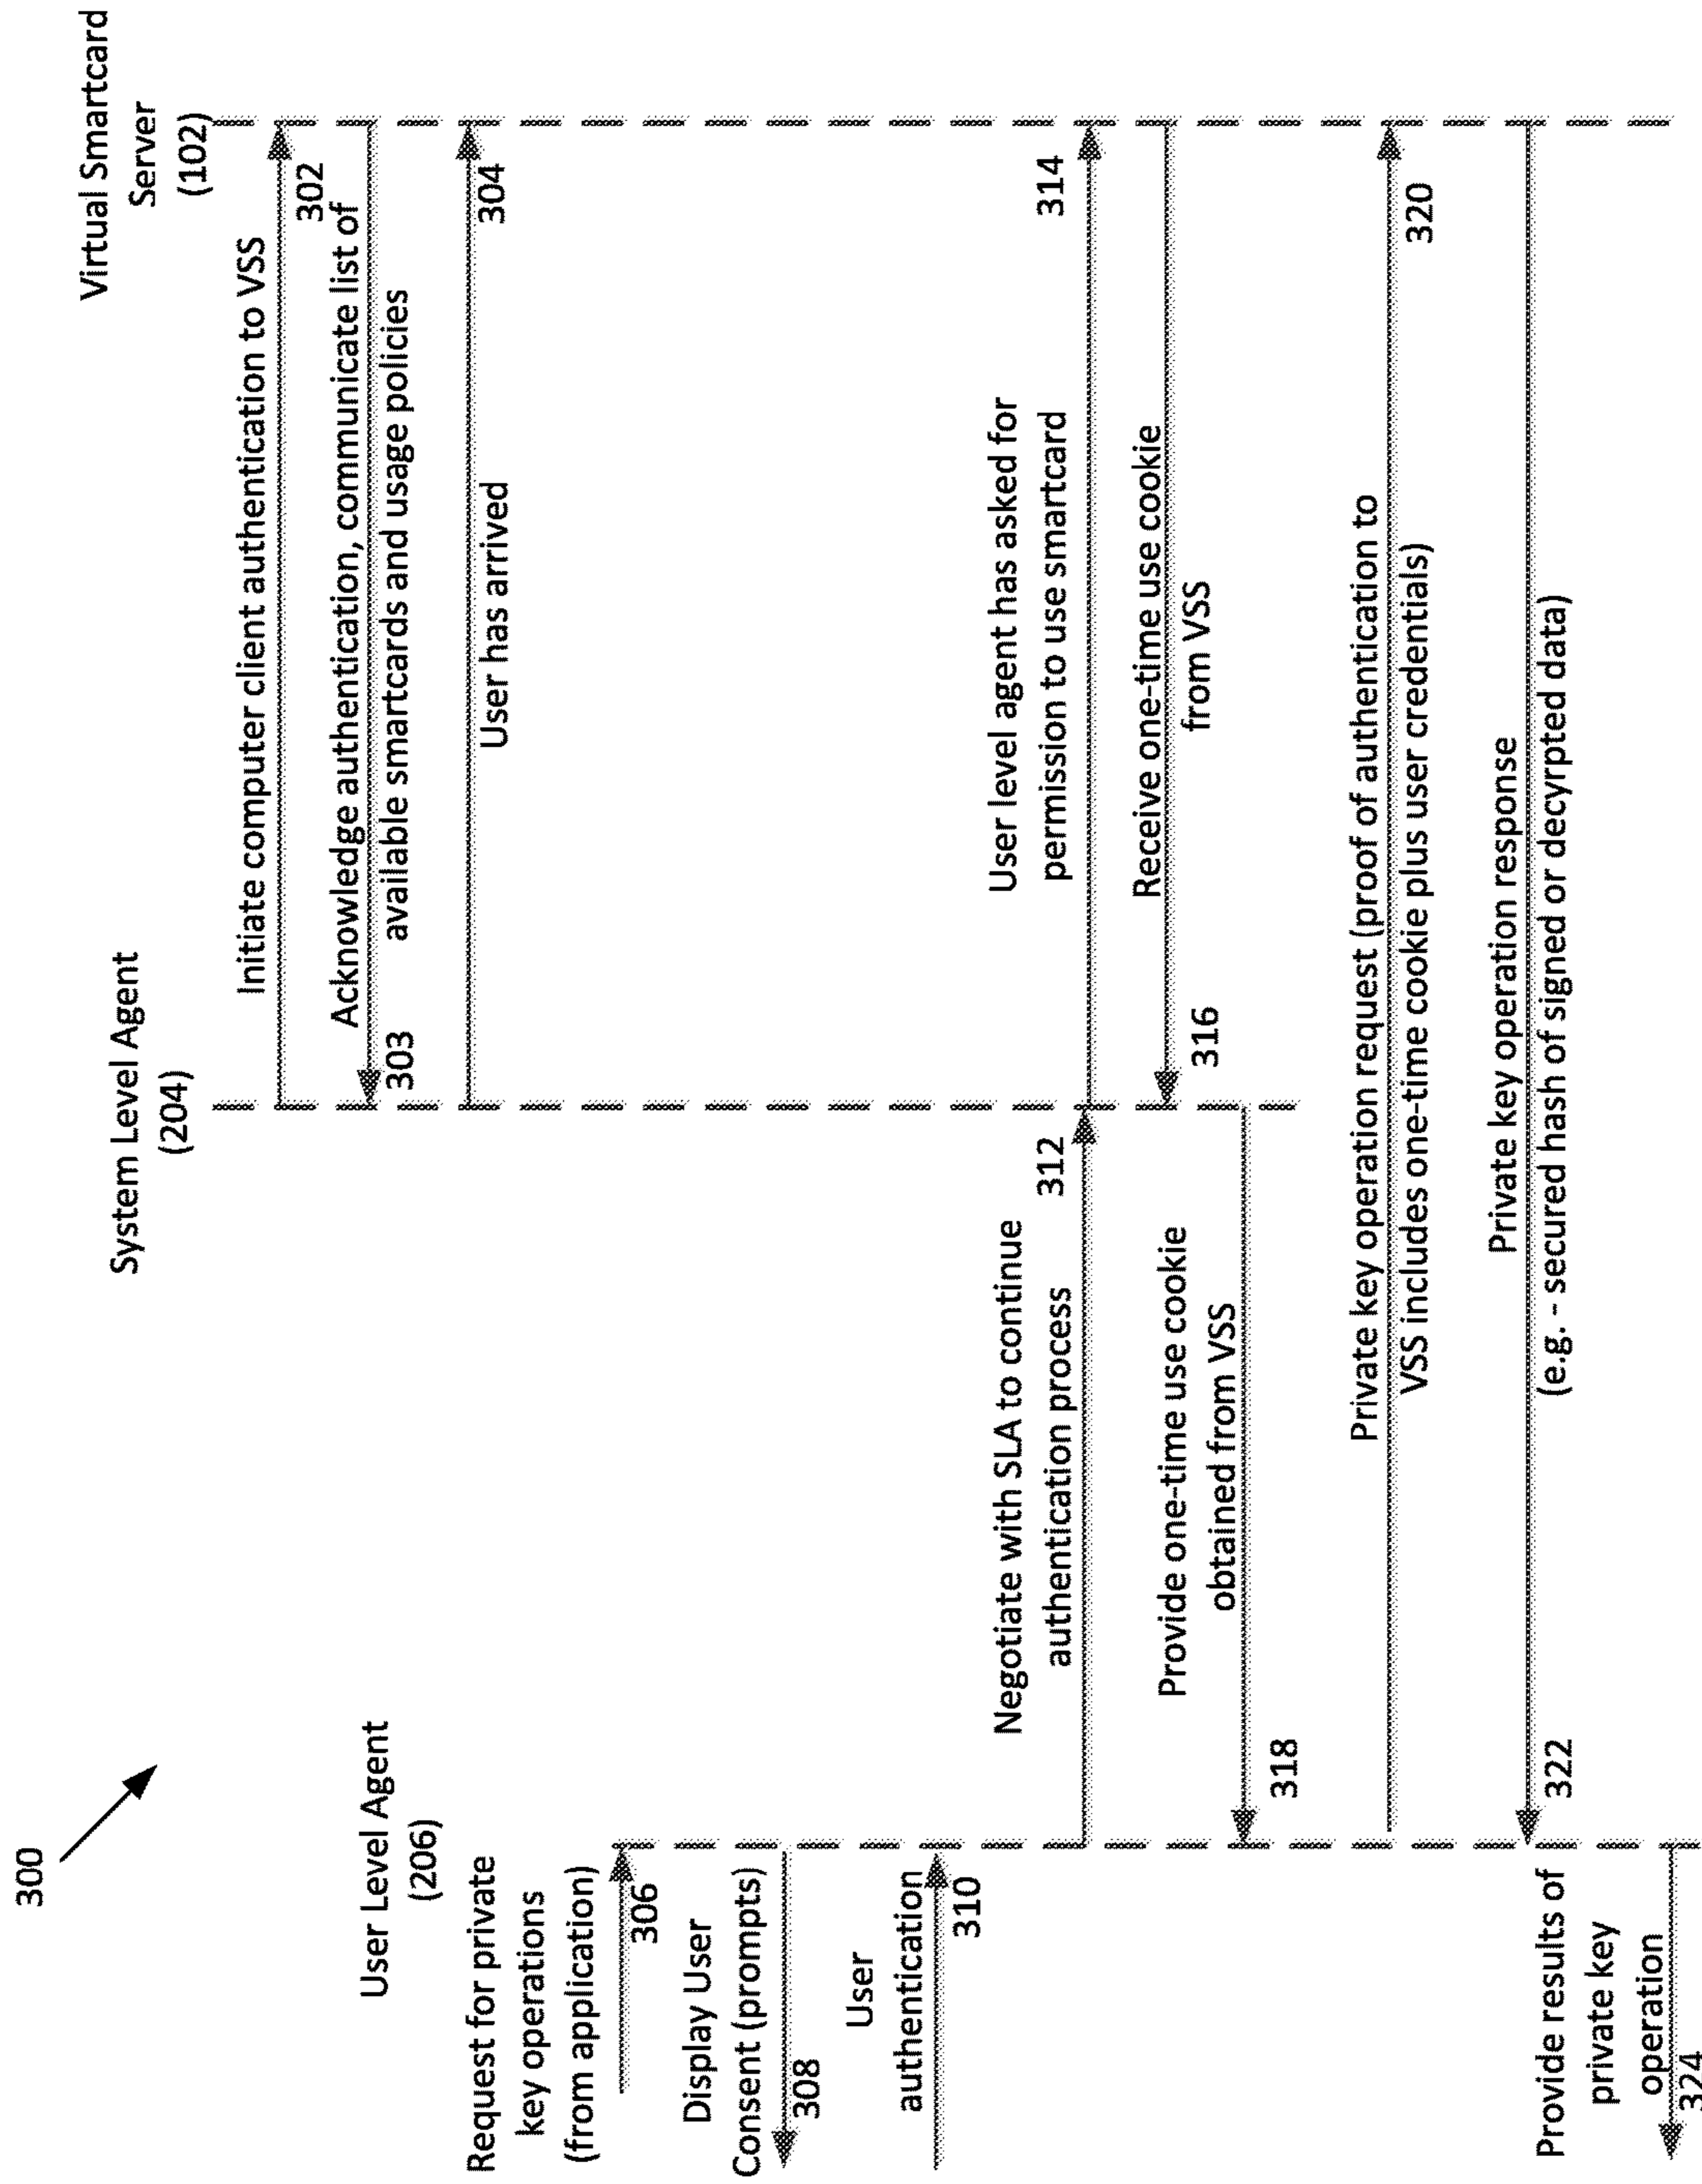 300
User Level Agent
(206)
System Level Agent
(204)
Virtual Smartcard
Server
(102)
Initiate computer client authentication to VSS
302
Acknowledge authentication, communicate list of
available smartcards and usage policies
303
304
User has arrived
Request for private
key operations
(from application)
306
Display User
Consent (prompts)
308
User
authentication
310
Negotiate with SLA to continue
authentication process
312
User level agent has asked for
permission to use smartcard
314
Receive one-time use cookie
from VSS
316
Provide one-time use cookie
obtained from VSS
318
Private key operation request (proof of authentication to
VSS includes one-time cookie plus user credentials)
320
Private key operation response
(e.g. - secured hash of signed or decyrpted data)
322
Provide results of
private key
operation
324